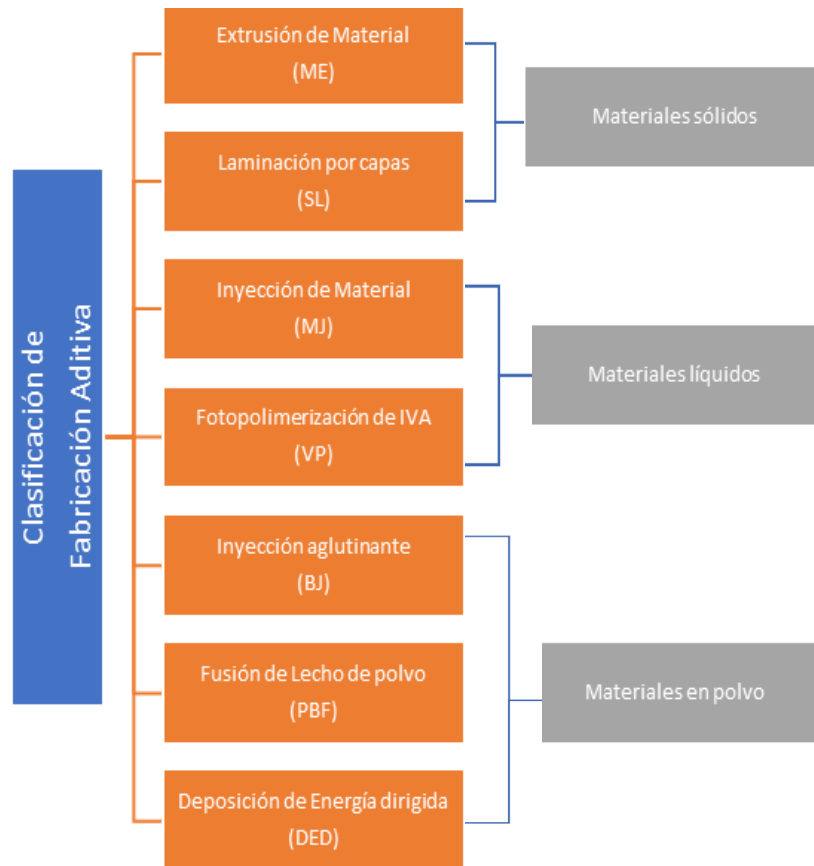 Clasificación de
Fabricación Aditiva
Extrusión de Material
(ME)
Laminación por capas
(SL)
Inyección de Material
(MJ)
Fotopolimerización de IVA
(VP)
Inyección aglutinante
(BJ)
Fusión de Lecho de polvo
(PBF)
Deposición de Energía dirigida
(DED)
Materiales sólidos
Materiales líquidos
Materiales en polvo